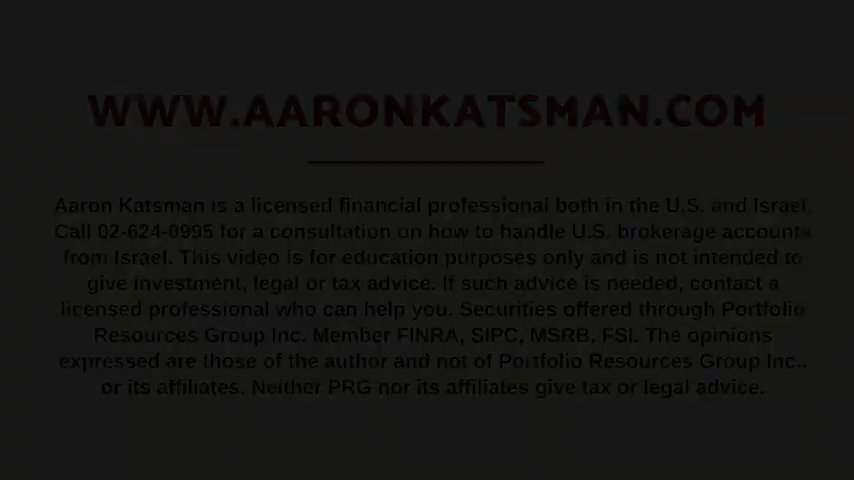 WWW.AARONKATSMAN.COM
Aaron Katsman is a licensed financial professional both in the U.S. and Israel.
Call 02-624-0995 for a consultation on how to handle U.S. brokerage accounts
from Israel. This video is for education purposes only and is not intended to
give investment, legal or tax advice. If such advice is needed, contact a
licensed professional who can help you. Securities offered through Portfolio
Resources Group Inc. Member FINRA, SIPC, MSRB, FSI. The opinions
expressed are those of the author and not of Portfolio Resources Group Inc..
or its affiliates. Neither PRG nor its affiliates give tax or legal advice.